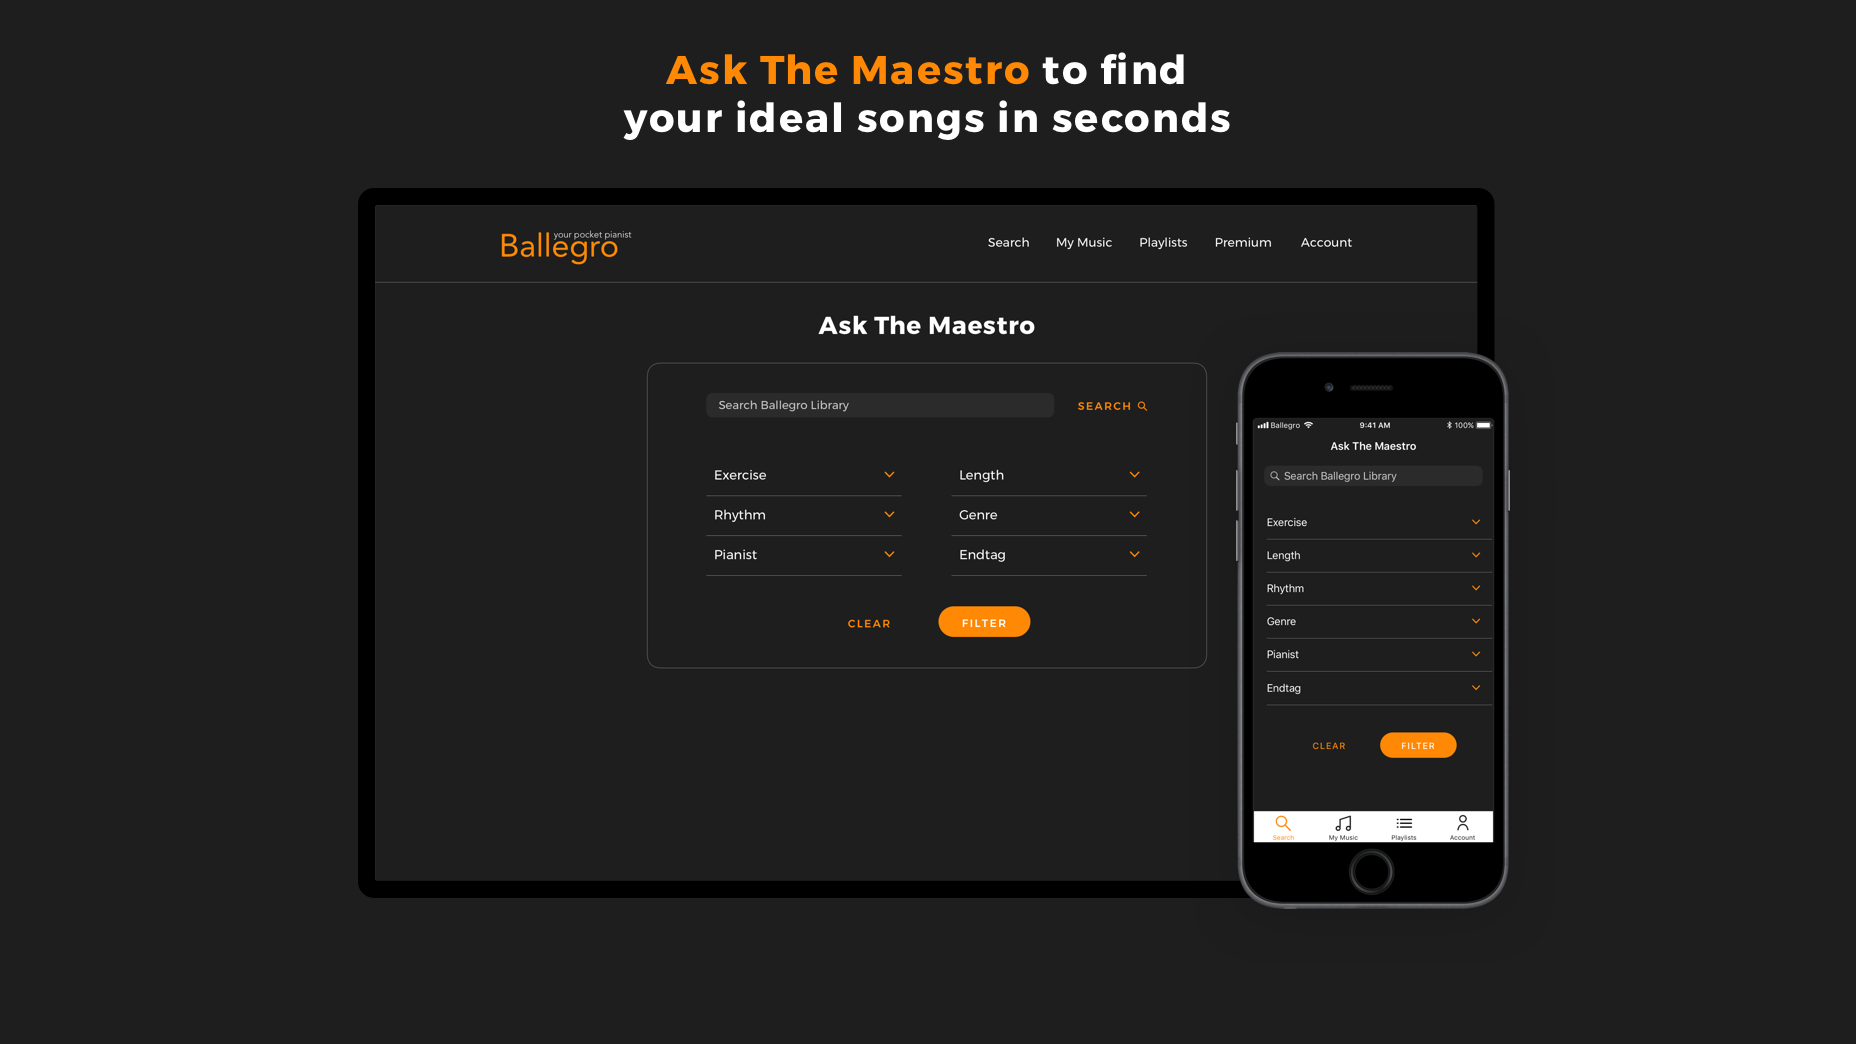 Ask The Maestro to find
your ideal songs in seconds
your pocket pianist
Ballegro
Search My Music Playlists Premium Account
Ask The Maestro
Search Ballegro Library
SEARCH
Exercise
Length
Rhythm
Genre
Pianist
Endtag
CLEAR
FILTER
Ballegro 9:41 AM 100%
Ask The Maestro
Search Ballegro Library
Exercise
Length
Rhythm
Genre
Pianist
Endtag
CLEAR
FILTER
Search My Music Playlists Account